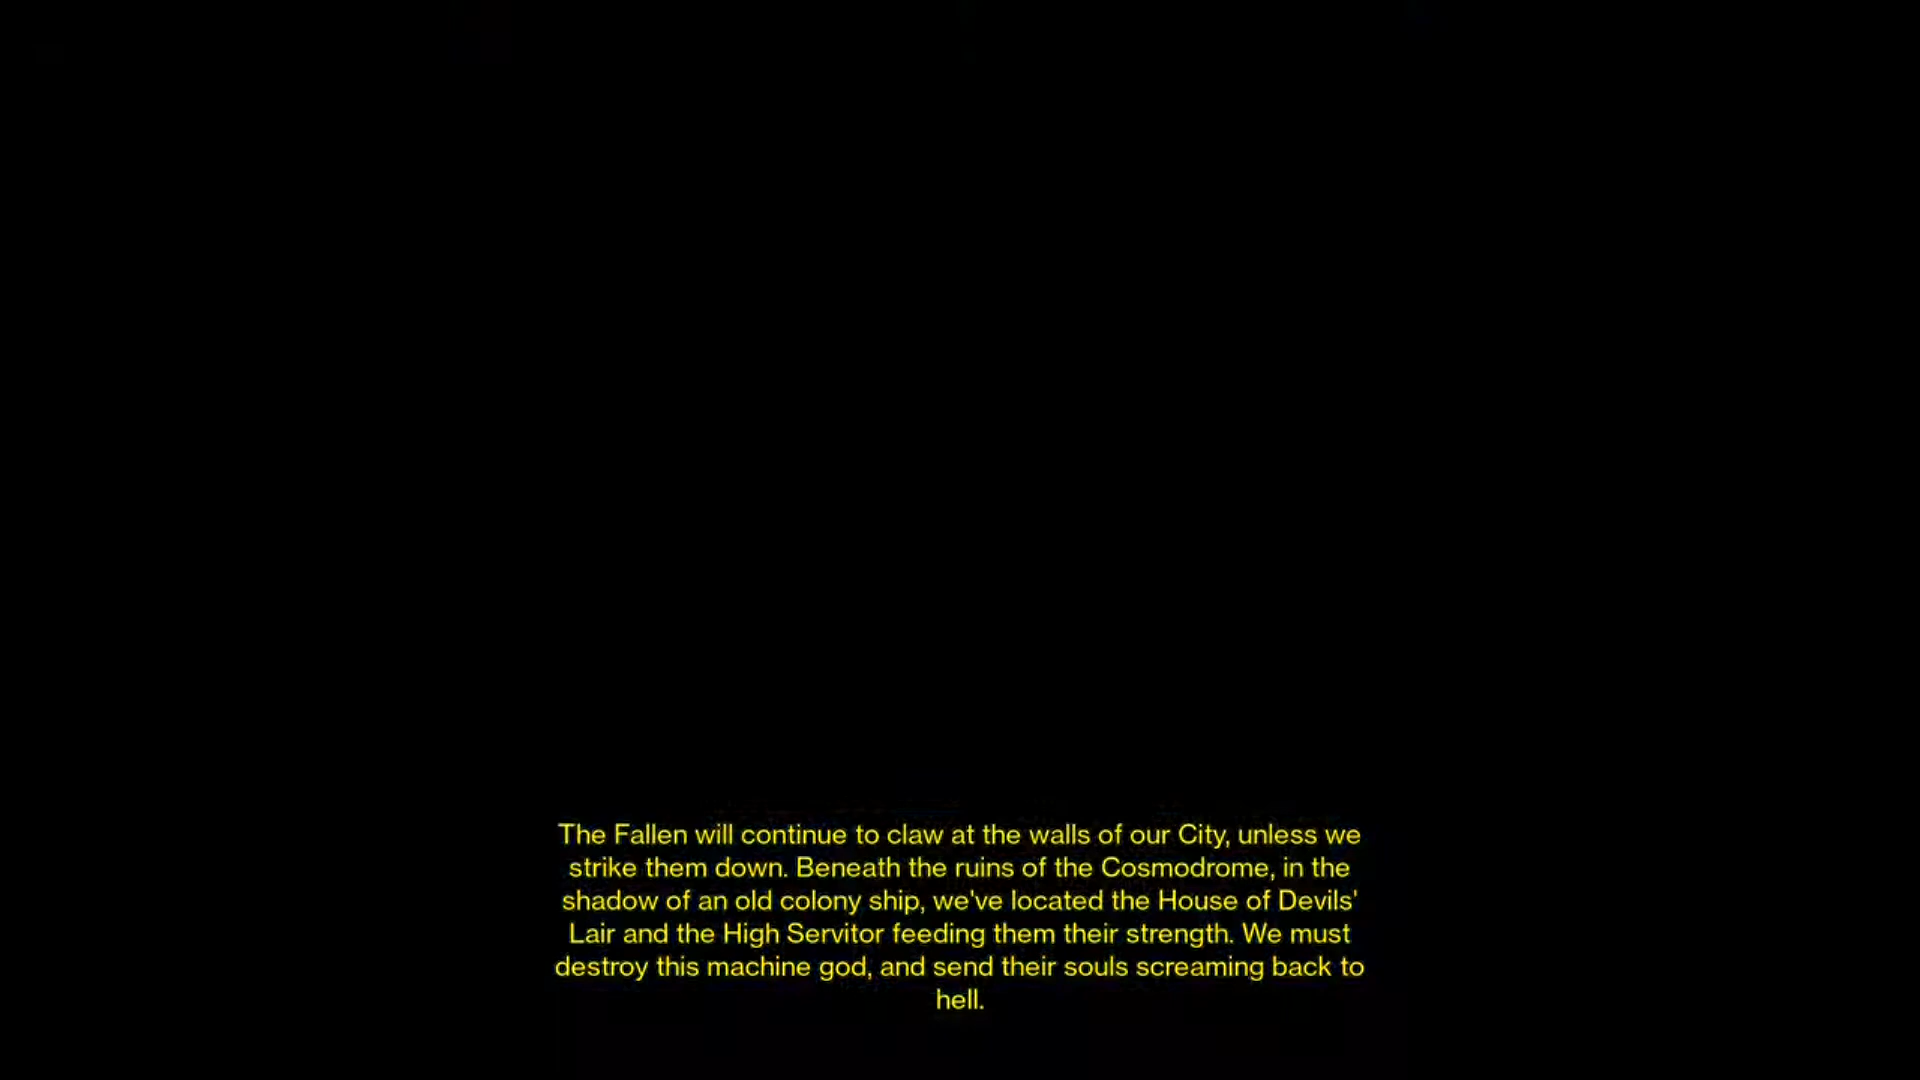 The Fallen will continue to claw at the walls of our City, unless we
strike them down. Beneath the ruins of the Cosmodrome, in the
shadow of an old colony ship, we've located the House of Devils'
Lair and the High Servitor feeding them their strength. We must
destroy this machine god, and send their souls screaming back to
hell.